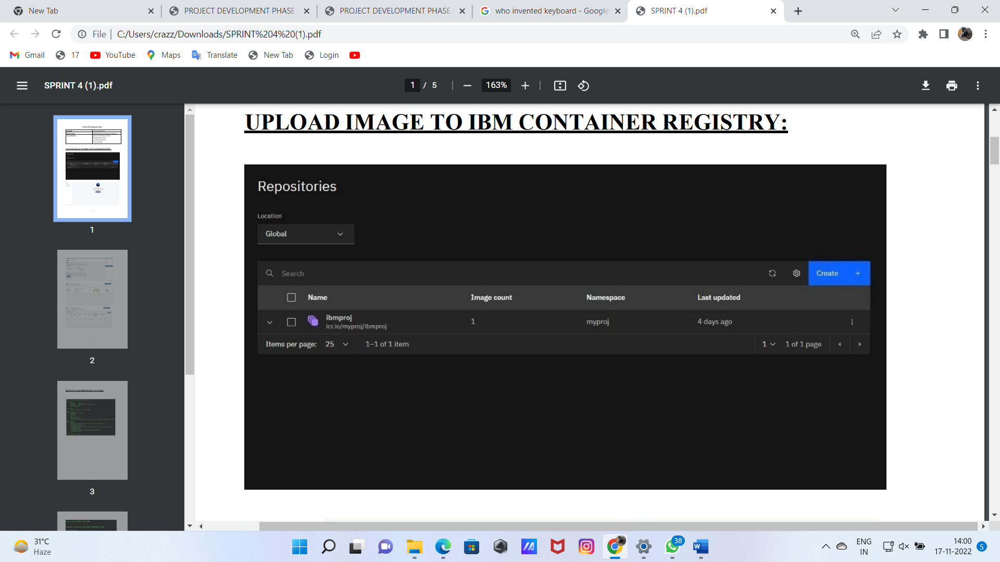 New Tab
PROJECT DEVELOPMENT PHASE
PROJECT DEVELOPMENT PHASE
who invented keyboard - Google
SPRINT 4 (1).pdf
File
C:/Users/crazz/Downloads/SPRINT%204%20(1).pdf
Gmail
17
YouTube
Maps
Translate
New Tab
Login
SPRINT 4 (1).pdf
1 / 5
163%
UPLOAD IMAGE TO IBM CONTAINER REGISTRY:
Repositories
Location
Global
Search
Create +
Name Image count Namespace Last updated
ibmproj
icr.io/myproj/ibmproj
1 myproj 4 days ago
Items per page: 25 1–1 of 1 item 1 1 of 1 page
1
2
3
31°C
Haze
38
ENG
IN
14:00
17-11-2022
5